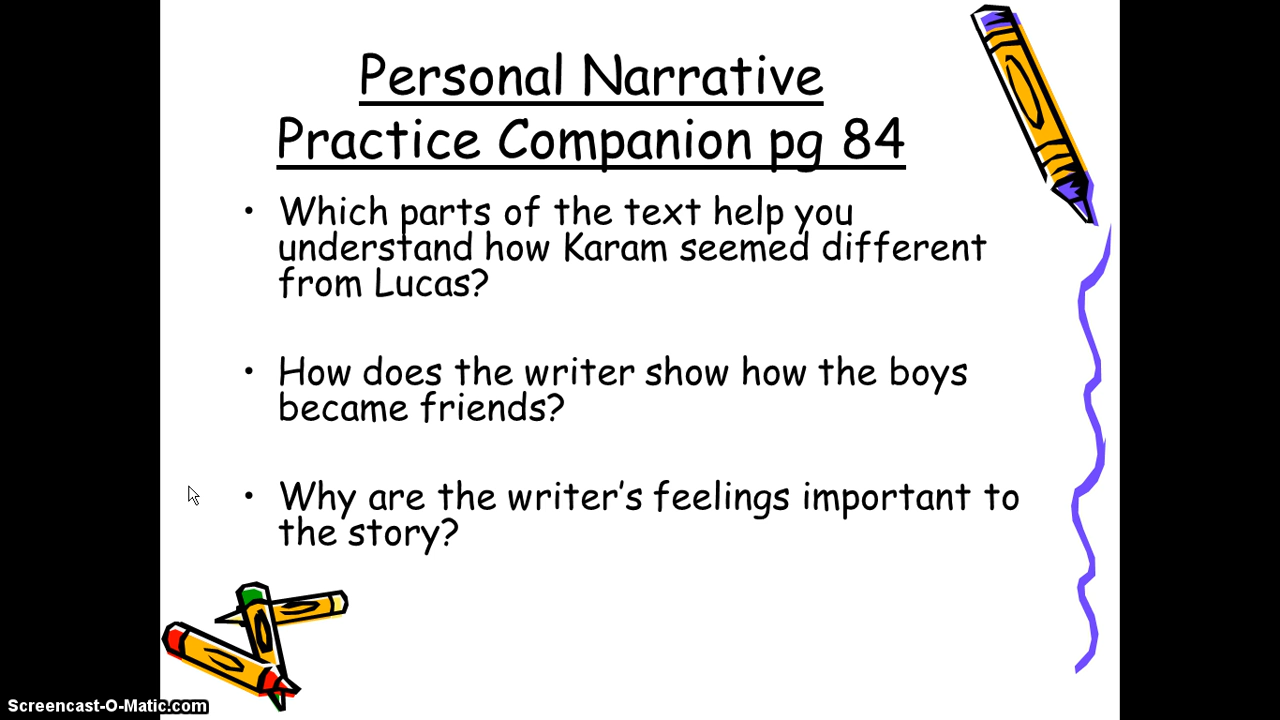 Personal Narrative
Practice Companion pg 84
• Which parts of the text help you
understand how Karam seemed different
from Lucas?
• How does the writer show how the boys
became friends?
• Why are the writer’s feelings important to
the story?
Screencast-O-Matic.com